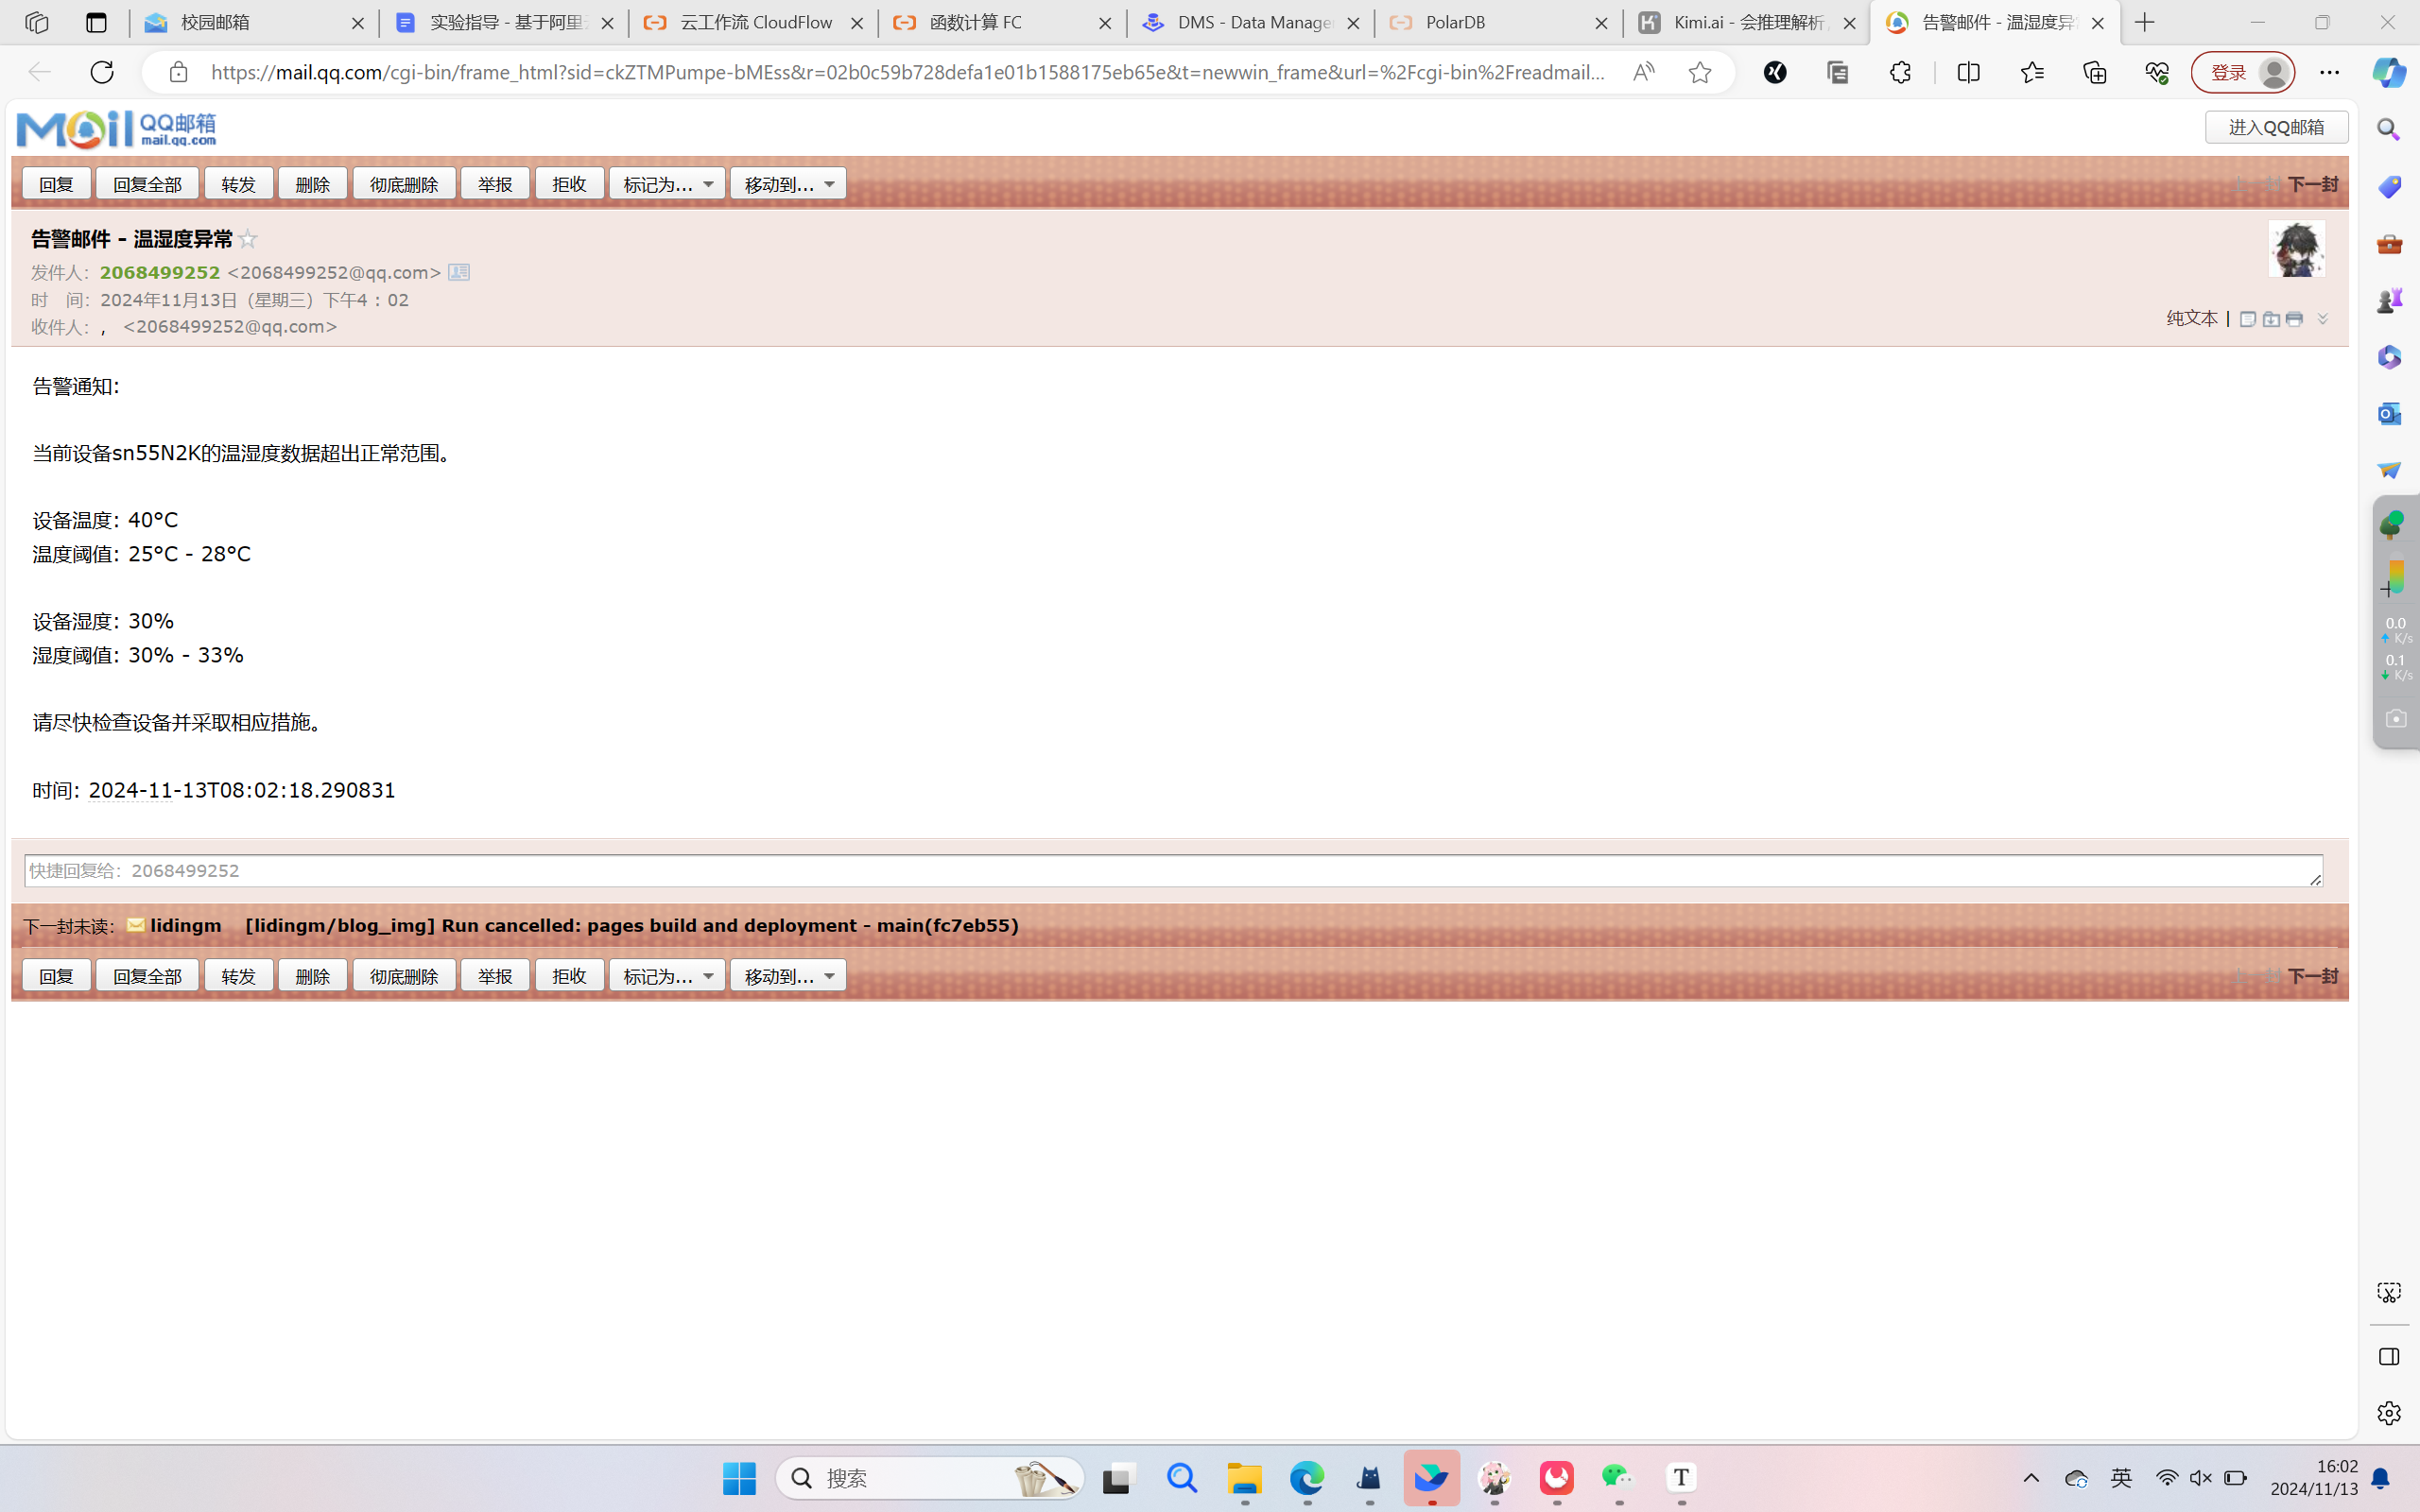 校园邮箱
实验指导 - 基于阿里
云工作流 CloudFlow
函数计算 FC
DMS - Data Manage
PolarDB
Kimi.ai - 会推理解析，
告警邮件 - 温湿度异
https://mail.qq.com/cgi-bin/frame_html?sid=ckZTMPumpe-bMEss&r=02b0c59b728defa1e01b1588175eb65e&t=newwin_frame&url=%2Fcgi-bin%2Freadmail...
登录
Mail QQ邮箱
mail.qq.com
进入QQ邮箱
回复 回复全部 转发 删除 彻底删除 举报 拒收 标记为... 移动到... 上一封 下一封
告警邮件 - 温湿度异常
发件人：2068499252 <2068499252@qq.com>
时 间：2024年11月13日（星期三）下午4：02
收件人：， <2068499252@qq.com>
纯文本 |
告警通知：
当前设备sn55N2K的温湿度数据超出正常范围。
设备温度: 40°C
温度阈值: 25°C - 28°C
设备湿度: 30%
湿度阈值: 30% - 33%
请尽快检查设备并采取相应措施。
时间: 2024-11-13T08:02:18.290831
快捷回复给：2068499252
下一封未读： lidingm [lidingm/blog_img] Run cancelled: pages build and deployment - main(fc7eb55)
回复 回复全部 转发 删除 彻底删除 举报 拒收 标记为... 移动到... 上一封 下一封
0.0
K/s
0.1
K/s
搜索
英
16:02
2024/11/13